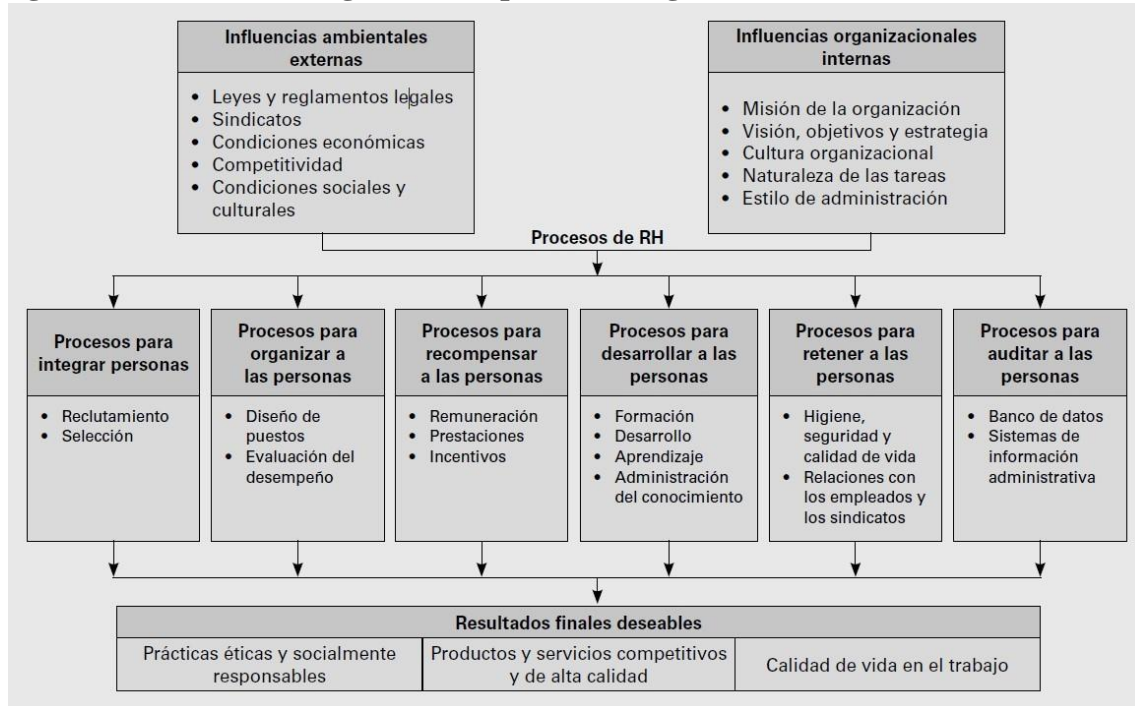 Influencias ambientales
externas
• Leyes y reglamentos legales
• Sindicatos
• Condiciones económicas
• Competitividad
• Condiciones sociales y
culturales
Influencias organizacionales
internas
• Misión de la organización
• Visión, objetivos y estrategia
• Cultura organizacional
• Naturaleza de las tareas
• Estilo de administración
Procesos de RH
Procesos para
integrar personas
• Reclutamiento
• Selección
Procesos para
organizar a
las personas
• Diseño de
puestos
• Evaluación del
desempeño
Procesos para
recompensar
a las personas
• Remuneración
• Prestaciones
• Incentivos
Procesos para
desarrollar a las
personas
• Formación
• Desarrollo
• Aprendizaje
• Administración
del conocimiento
Procesos para
retener a las
personas
• Higiene,
seguridad y
calidad de vida
• Relaciones con
los empleados y
los sindicatos
Procesos para
auditar a las
personas
• Banco de datos
• Sistemas de
información
administrativa
Resultados finales deseables
Prácticas éticas y socialmente
responsables
Productos y servicios competitivos
y de alta calidad
Calidad de vida en el trabajo